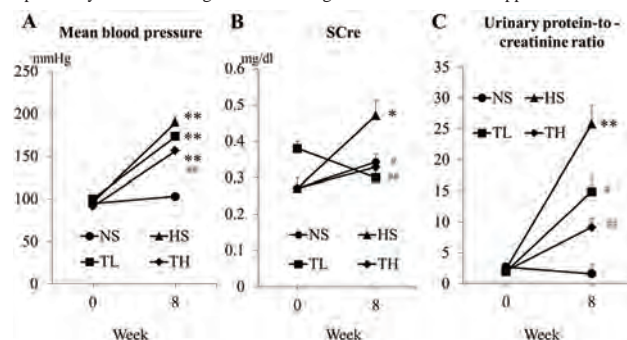 A Mean blood pressure
mmHg
250
200
150
100
50
0
**
**
**
##
NS
HS
TL
TH
0
8
Week
B SCre
mg/dl
0.6
0.5
0.4
0.3
0.2
0.1
0
*
#
##
NS
HS
TL
TH
0
8
Week
C Urinary protein-to-
creatinine ratio
35
30
25
20
15
10
5
0
NS
HS
TL
TH
**
#
##
0
8
Week